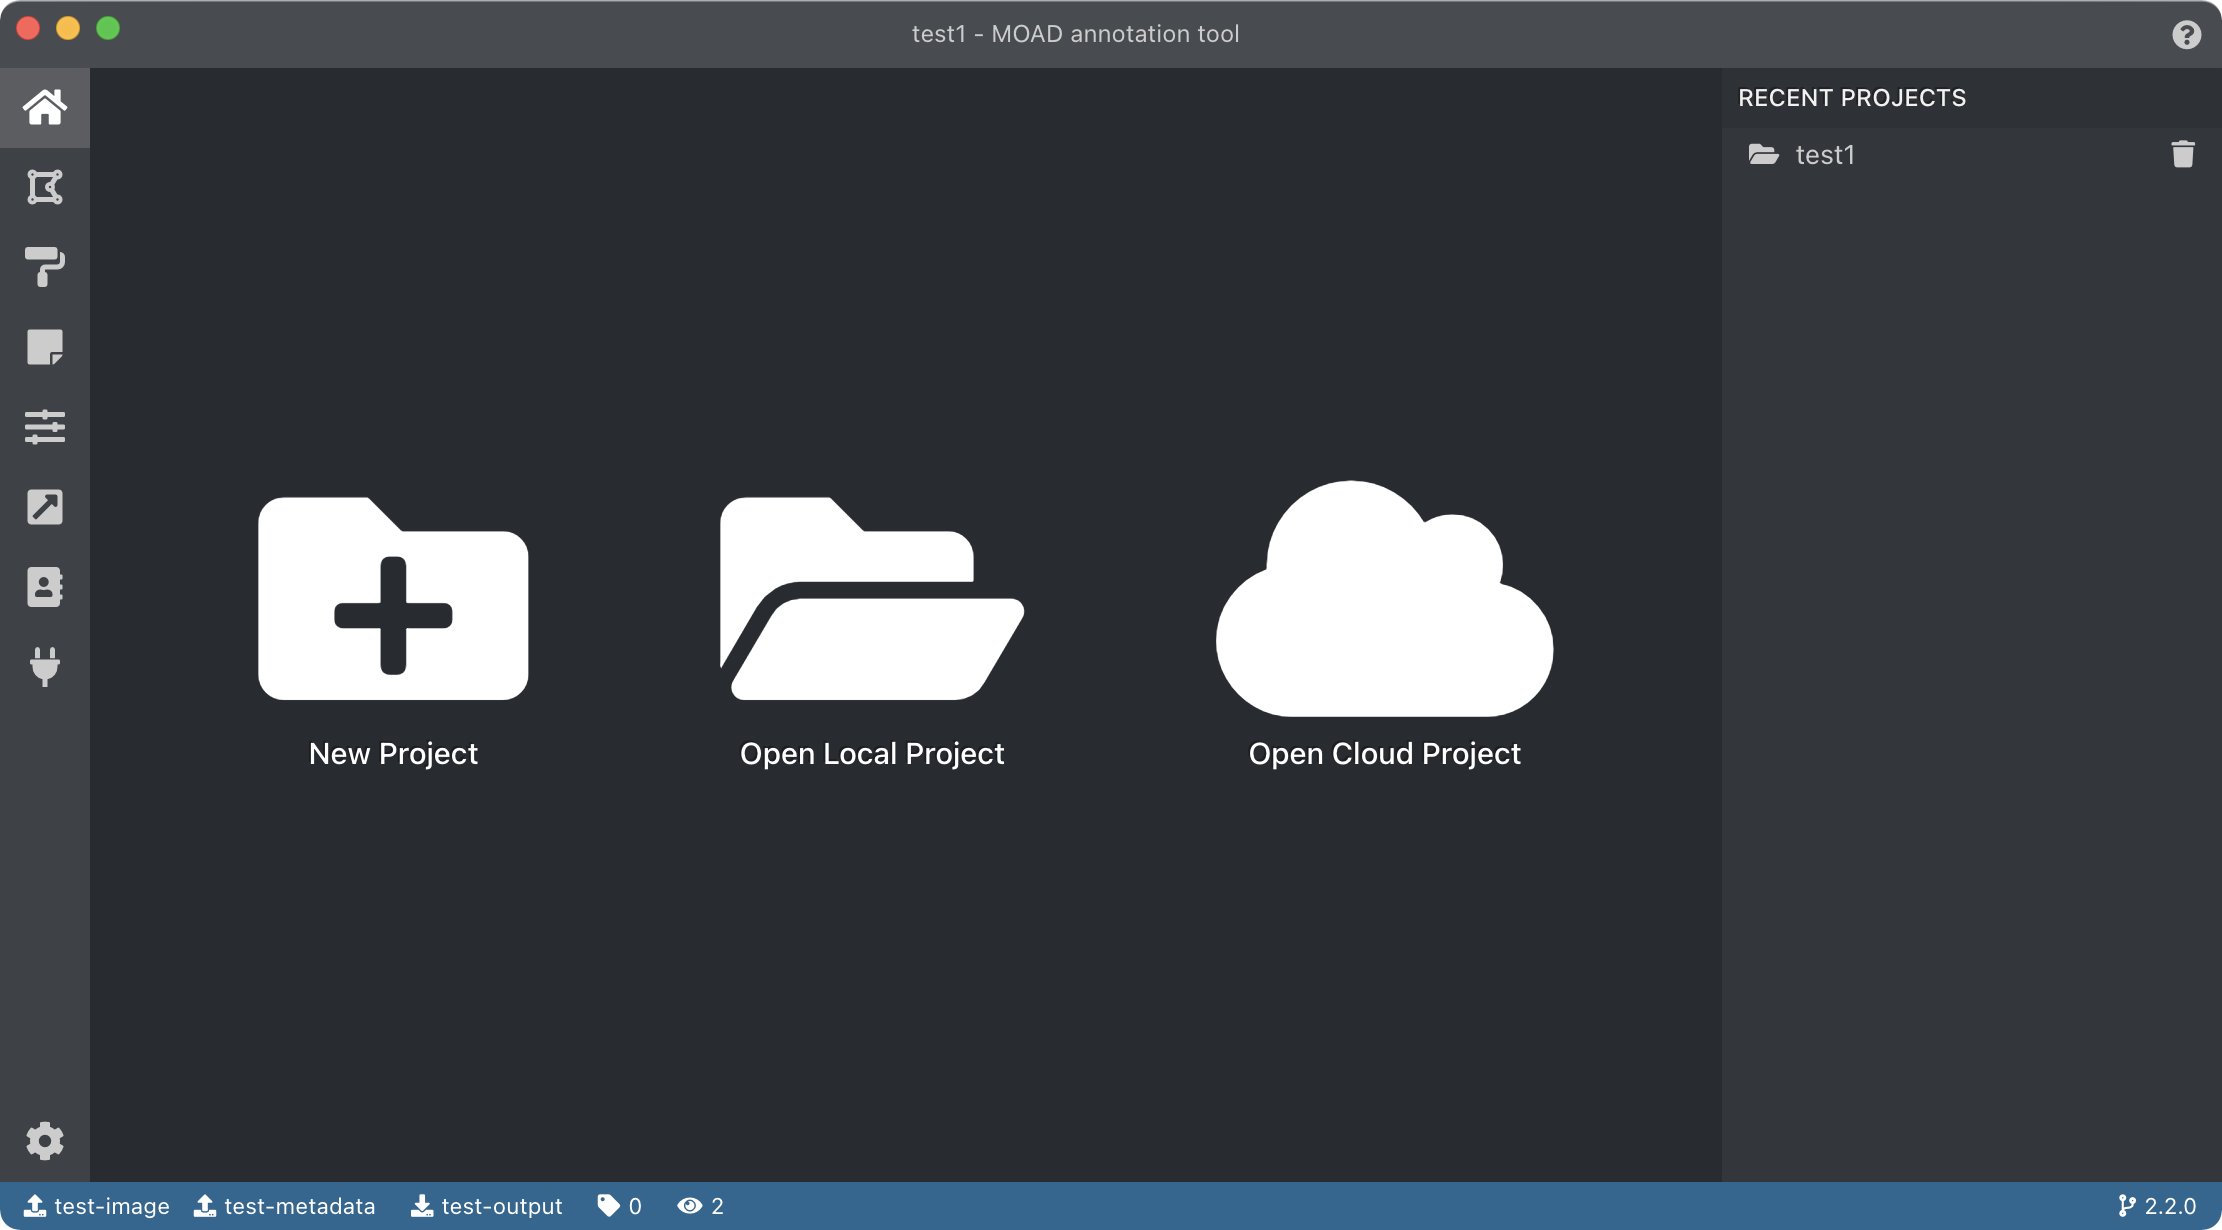 test1 - MOAD annotation tool
RECENT PROJECTS
test1
New Project
Open Local Project
Open Cloud Project
test-image test-metadata test-output 0 2 2.2.0